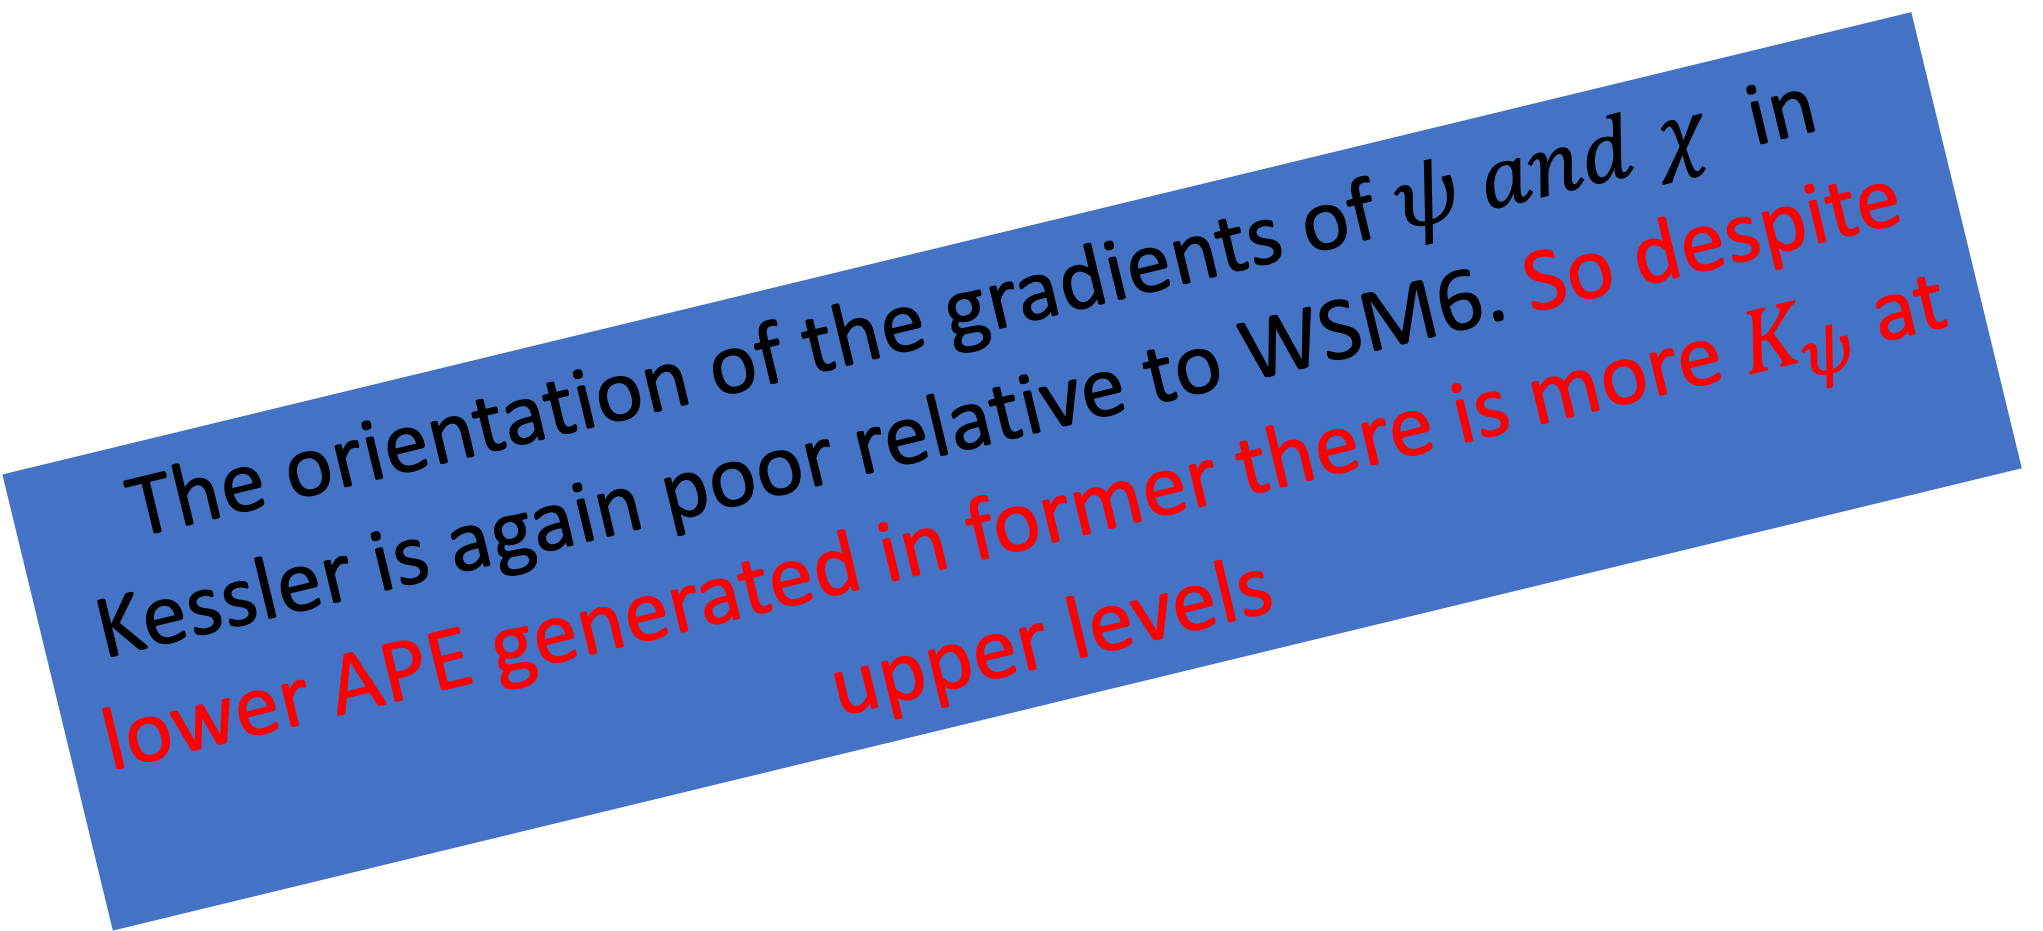 The orientation of the gradients of ψ and χ in
Kessler is again poor relative to WSM6. So despite
lower APE generated in former there is more K_ψ at
upper levels